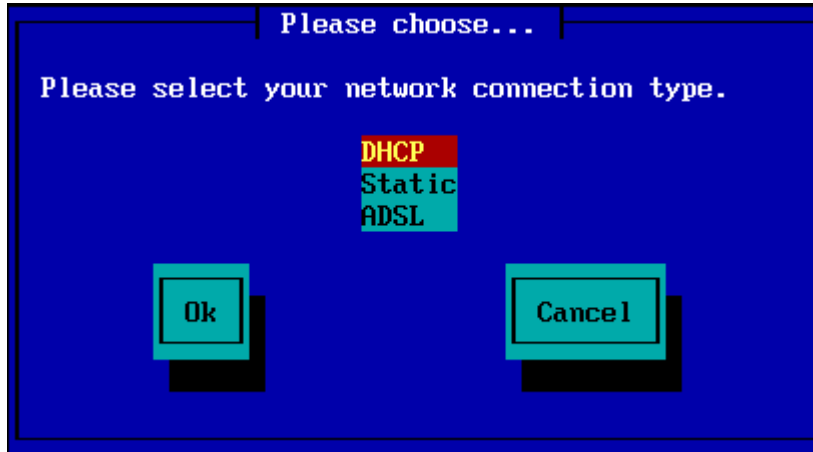 Please choose...
Please select your network connection type.
DHCP
Static
ADSL
Ok
Cancel